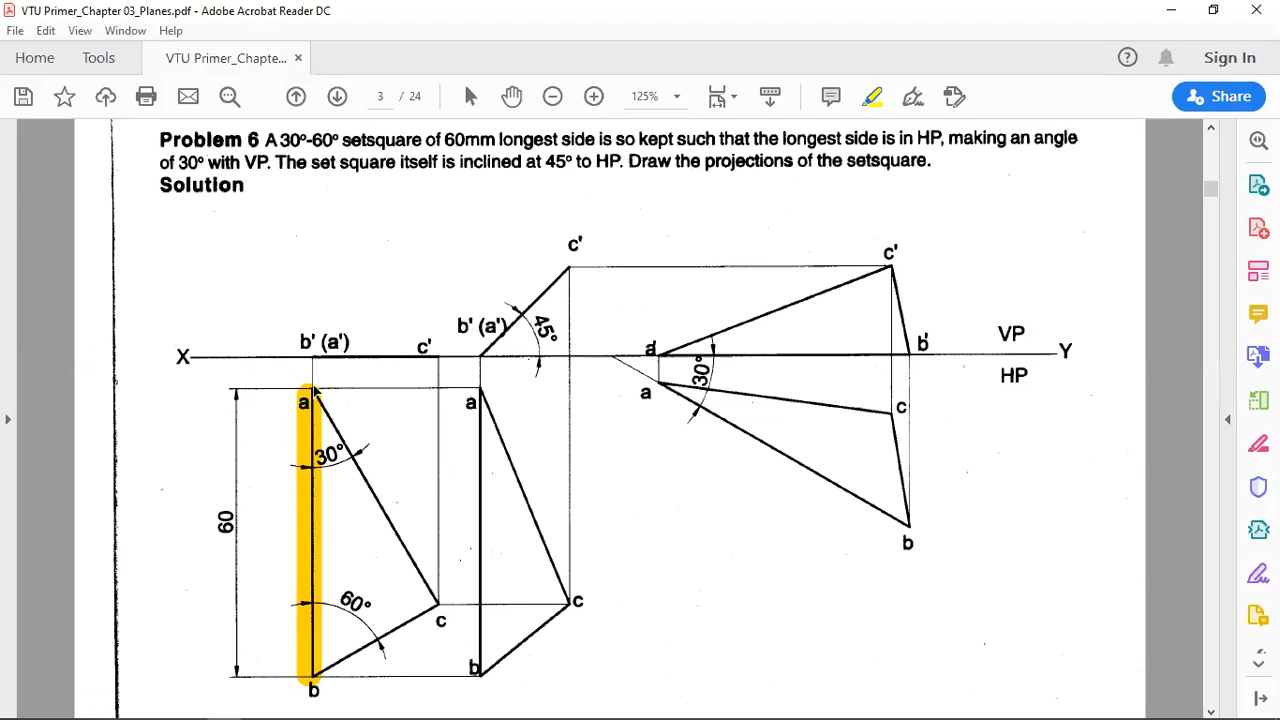 VTU Primer_Chapter 03_Planes.pdf - Adobe Acrobat Reader DC
File Edit View Window Help
Home Tools VTU Primer_Chapte... × Sign In
3 / 24 125% Share
Problem 6 A 30°-60° setsquare of 60mm longest side is so kept such that the longest side is in HP, making an angle
of 30° with VP. The set square itself is inclined at 45° to HP. Draw the projections of the setsquare.
Solution
c' c'
b' (a') 45°
X b' (a') c' a' b' VP Y
HP
a a a 30° c
30°
60
60° b
c c
b b